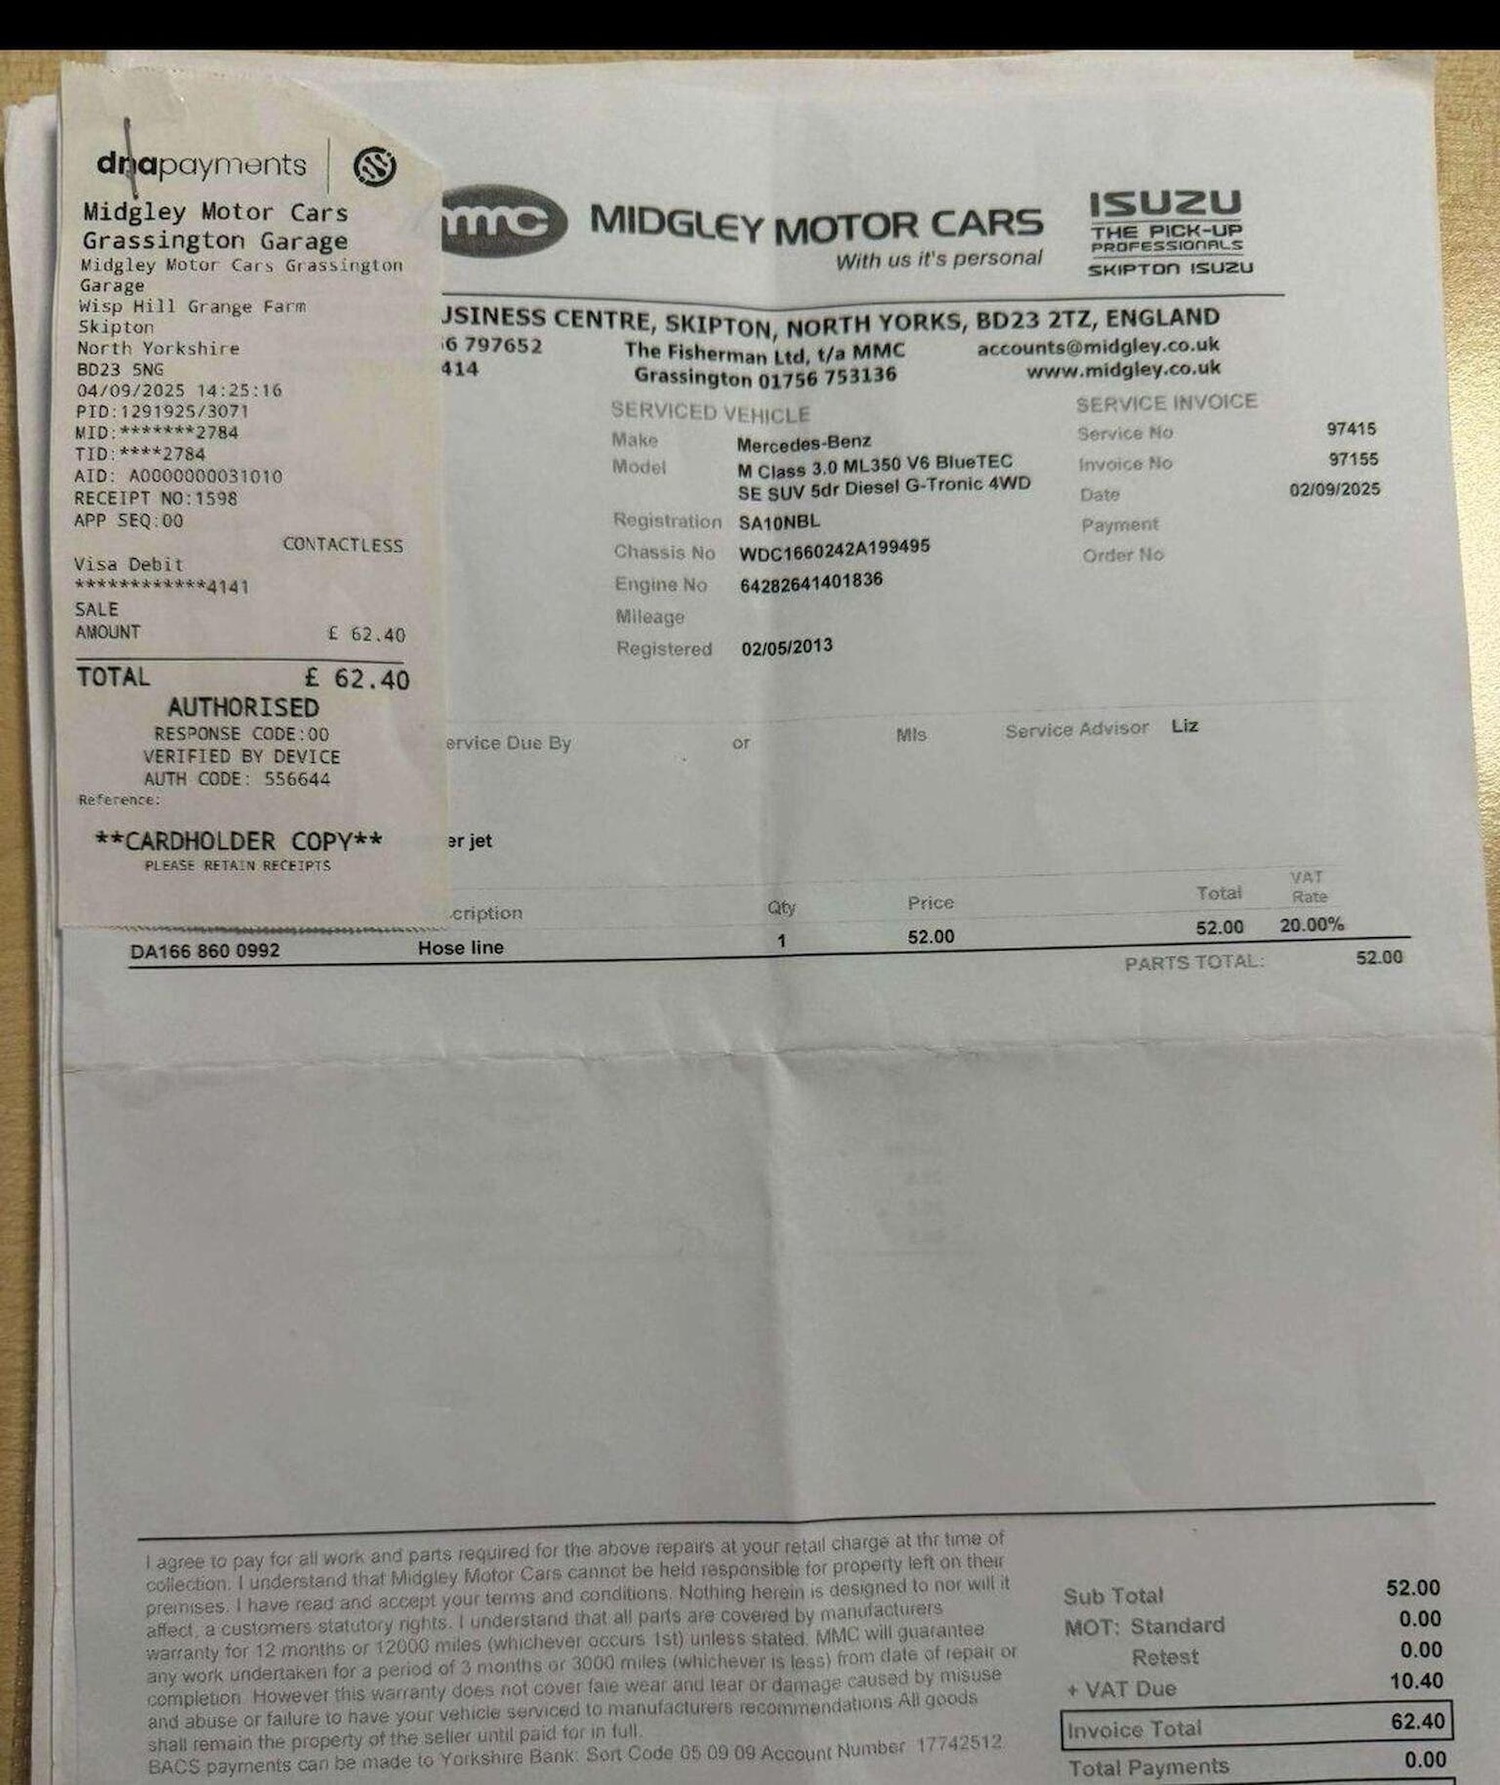 dnapayments
Midgley Motor Cars
Grassington Garage
Midgley Motor Cars Grassington
Garage
Wisp Hill Grange Farm
Skipton
North Yorkshire
BD23 5NG
04/09/2025 14:25:16
PID:1291925/3071
MID:*******2784
TID:****2784
AID: A0000000031010
RECEIPT NO:1598
APP SEQ:00
CONTACTLESS
Visa Debit
************4141
SALE
AMOUNT £ 62.40
TOTAL £ 62.40
AUTHORISED
RESPONSE CODE:00
VERIFIED BY DEVICE
AUTH CODE: 556644
Reference:
**CARDHOLDER COPY**
PLEASE RETAIN RECEIPTS
mmc MIDGLEY MOTOR CARS
With us it's personal
ISUZU
THE PICK-UP
PROFESSIONALS
SKIPTON ISUZU
USINESS CENTRE, SKIPTON, NORTH YORKS, BD23 2TZ, ENGLAND
6 797652 The Fisherman Ltd, t/a MMC accounts@midgley.co.uk
414 Grassington 01756 753136 www.midgley.co.uk
SERVICED VEHICLE
Make Mercedes-Benz
Model M Class 3.0 ML350 V6 BlueTEC
SE SUV 5dr Diesel G-Tronic 4WD
Registration SA10NBL
Chassis No WDC1660242A199495
Engine No 64282641401836
Mileage
Registered 02/05/2013
SERVICE INVOICE
Service No 97415
Invoice No 97155
Date 02/09/2025
Payment
Order No
ervice Due By or Mls Service Advisor Liz
er jet
cription Qty Price Total VAT Rate
DA166 860 0992 Hose line 1 52.00 52.00 20.00%
PARTS TOTAL: 52.00
I agree to pay for all work and parts required for the above repairs at your retail charge at thr time of
collection. I understand that Midgley Motor Cars cannot be held responsible for property left on their
premises. I have read and accept your terms and conditions. Nothing herein is designed to nor will it
affect, a customers statutory rights. I understand that all parts are covered by manufacturers
warranty for 12 months or 12000 miles (whichever occurs 1st) unless stated. MMC will guarantee
any work undertaken for a period of 3 months or 3000 miles (whichever is less) from date of repair or
completion. However this warranty does not cover faie wear and tear or damage caused by misuse
and abuse or failure to have your vehicle serviced to manufacturers recommendations All goods
shall remain the property of the seller until paid for in full.
BACS payments can be made to Yorkshire Bank: Sort Code 05 09 09 Account Number 17742512
Sub Total 52.00
MOT: Standard 0.00
Retest 0.00
+ VAT Due 10.40
Invoice Total 62.40
Total Payments 0.00